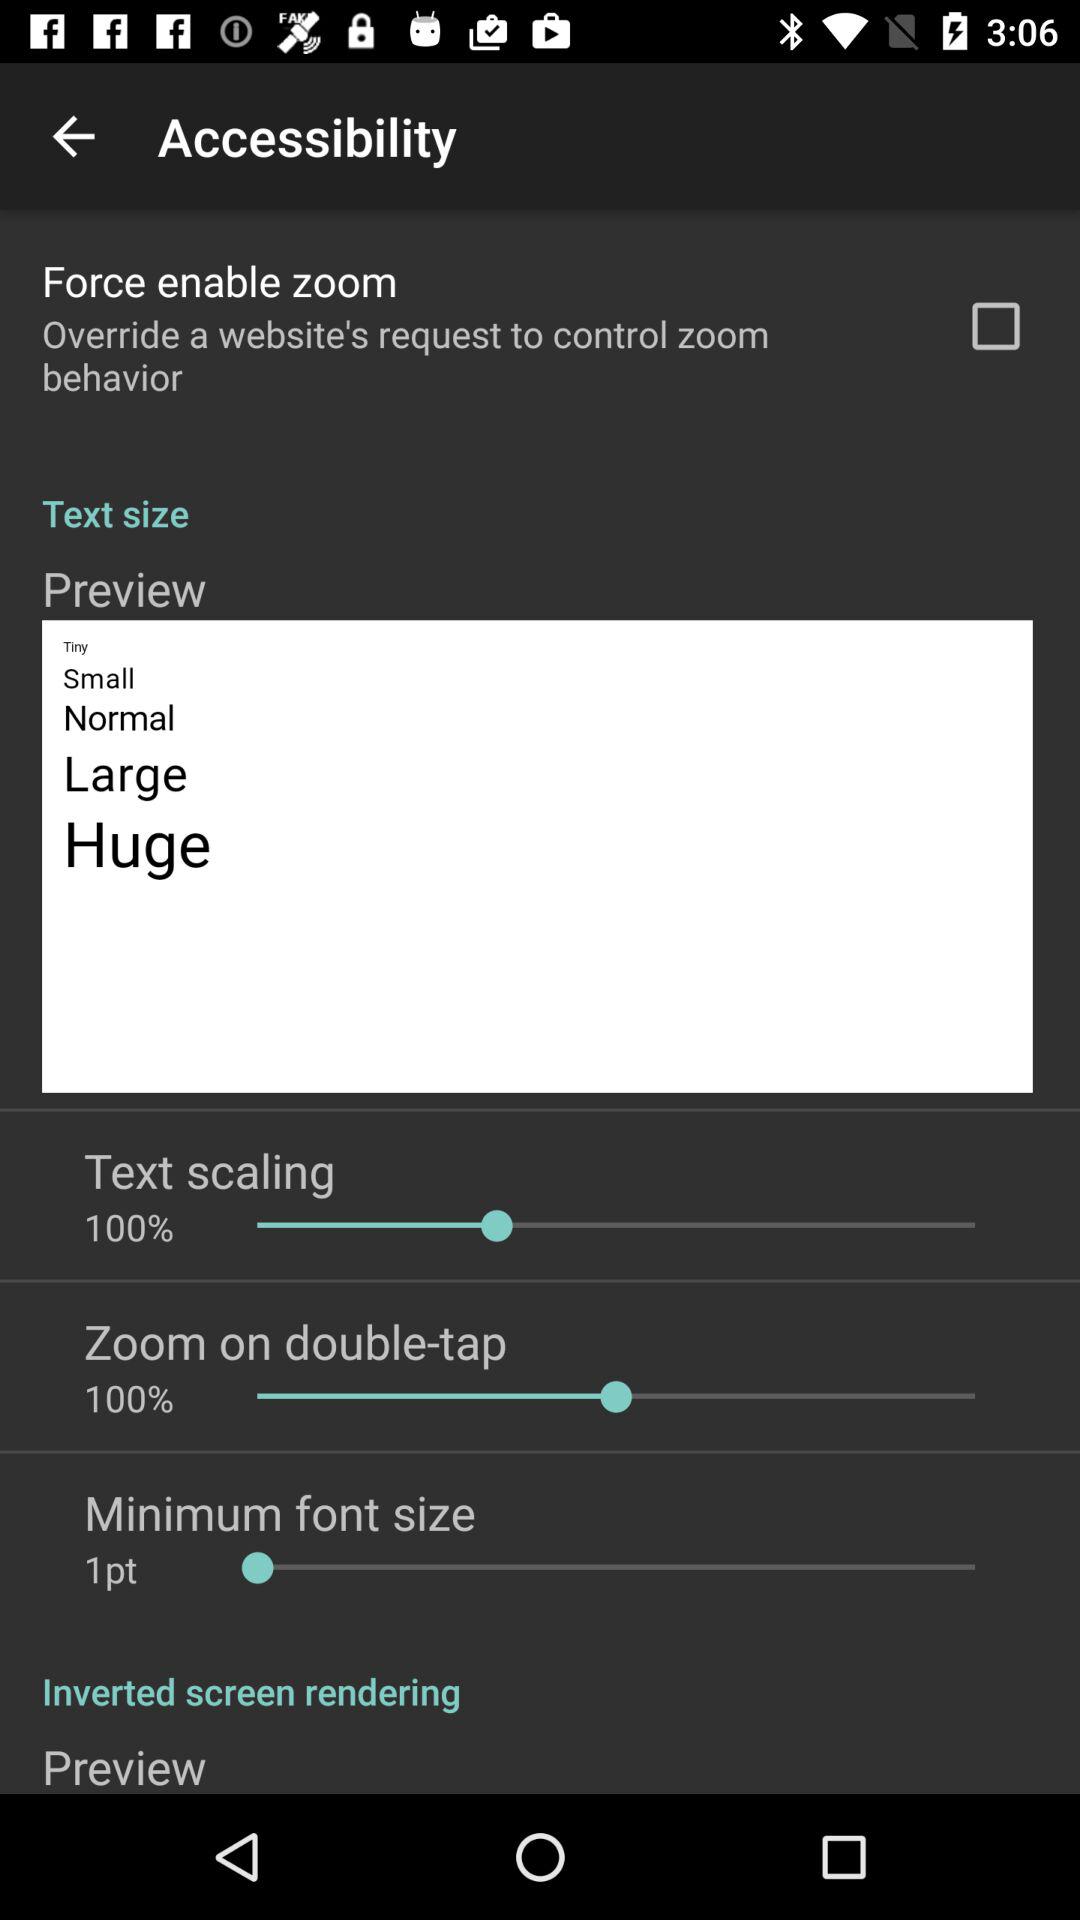 FAKE
3:06
Accessibility
Force enable zoom
Override a website's request to control zoom
behavior
Text size
Preview
Tiny
Small
Normal
Large
Huge
Text scaling
100%
Zoom on double-tap
100%
Minimum font size
1pt
Inverted screen rendering
Preview